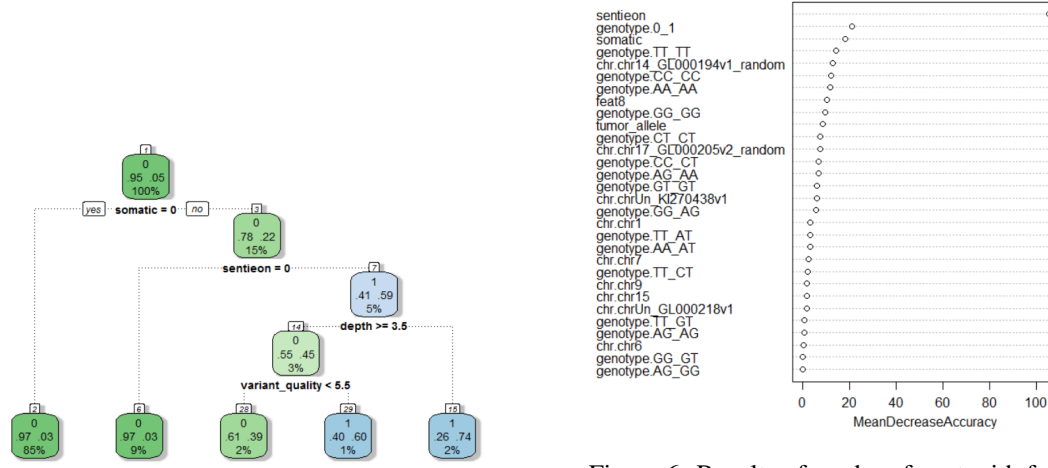 1
0
.95 .05
100%
yes somatic = 0 no
3
0
.78 .22
15%
sentieon = 0
7
1
.41 .59
5%
depth >= 3.5
14
0
.55 .45
3%
variant_quality < 5.5
2
0
.97 .03
85%
6
0
.97 .03
9%
28
0
.61 .39
2%
29
1
.40 .60
1%
15
1
.26 .74
2%
sentieon
genotype.0_1
somatic
genotype.TT_TT
chr.chr14_GL000194v1_random
genotype.CC_CC
genotype.AA_AA
feat8
genotype.GG_GG
tumor_allele
genotype.CT_CT
chr.chr17_GL000205v2_random
genotype.CC_CT
genotype.AG_AA
genotype.GT_GT
chr.chrUn_KI270438v1
genotype.GG_AG
chr.chr1
genotype.TT_AT
genotype.AA_AT
chr.chr7
genotype.TT_CT
chr.chr9
chr.chr15
chr.chrUn_GL000218v1
genotype.TT_GT
genotype.AG_AG
chr.chr6
genotype.GG_GT
genotype.AG_GG
0 20 40 60 80 100
MeanDecreaseAccuracy